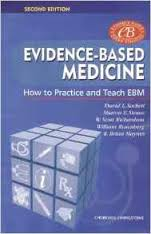 SECOND EDITION
EVIDENCE-BASED
MEDICINE
How to Practice and Teach EBM
David L. Sackett
Sharon E. Straus
W. Scott Richardson
William Rosenberg
R. Brian Haynes
CHURCHILL LIVINGSTONE